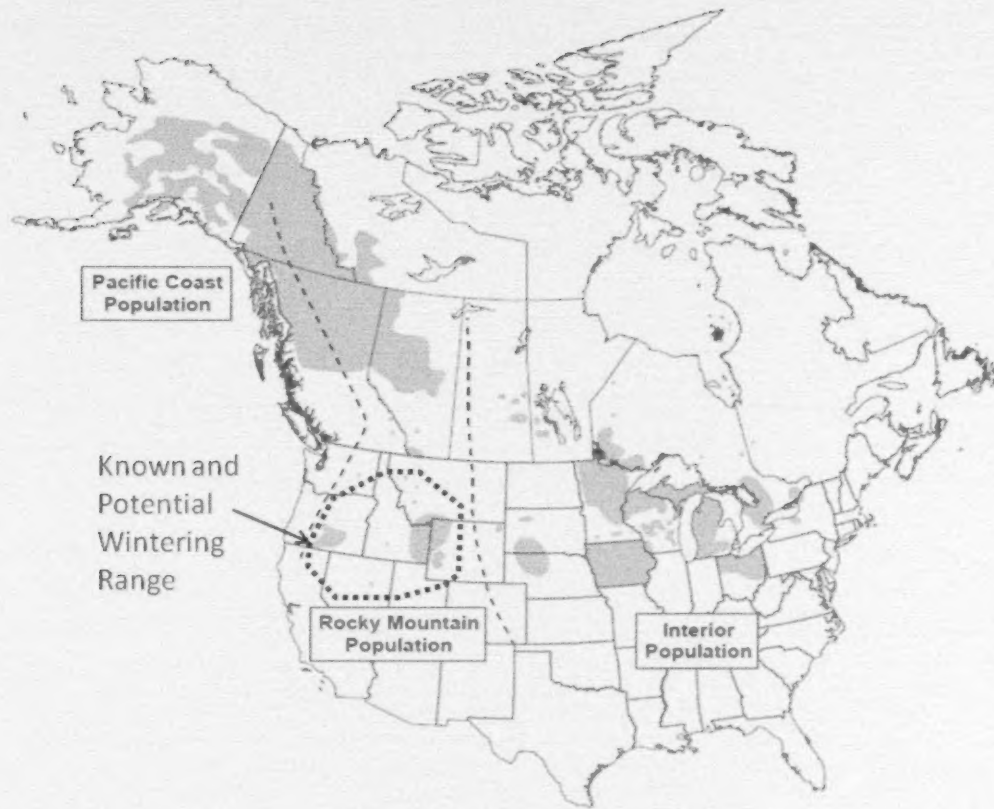 Pacific Coast
Population
Known and
Potential
Wintering
Range
Rocky Mountain
Population
Interior
Population